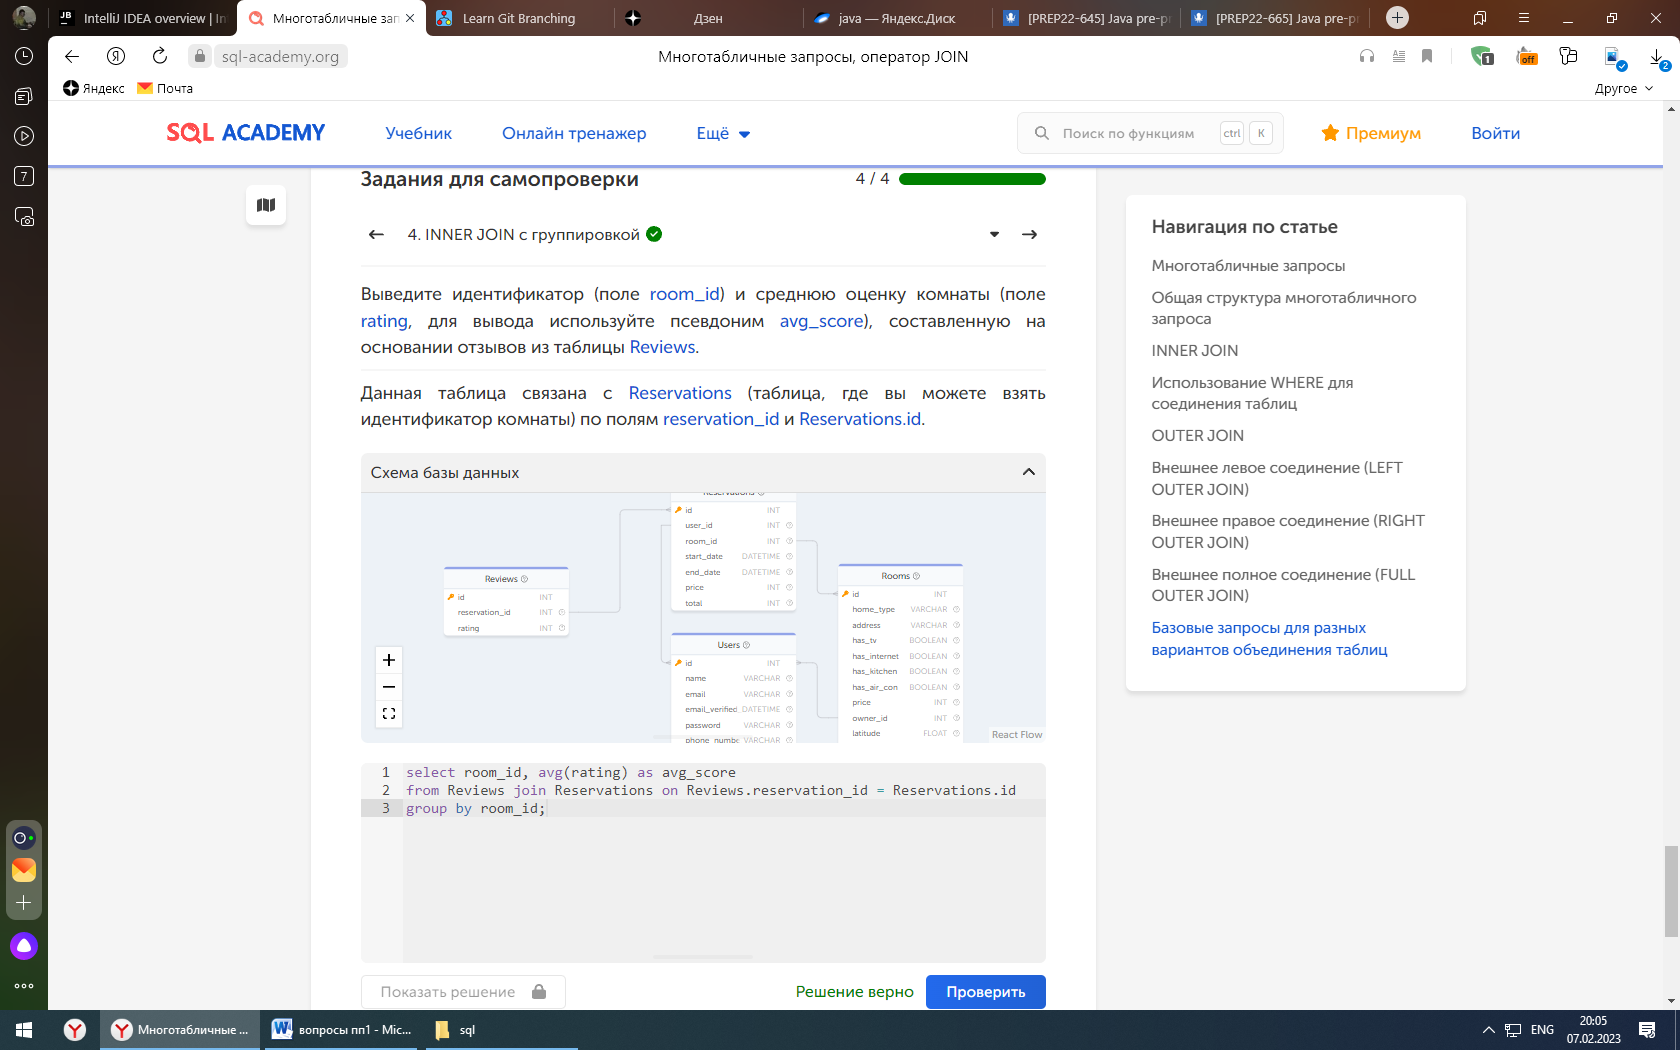 IntelliJ IDEA overview | In
Многотабличные зап
Learn Git Branching
Дзен
java — Яндекс.Диск
[PREP22-645] Java pre-pr
[PREP22-665] Java pre-pr
sql-academy.org
Многотабличные запросы, оператор JOIN
1
off
2
Яндекс
Почта
Другое
7
SQL ACADEMY
Учебник
Онлайн тренажер
Ещё
Поиск по функциям
ctrl
K
Премиум
Войти
Задания для самопроверки
4 / 4
4. INNER JOIN с группировкой
Выведите идентификатор (поле room_id) и среднюю оценку комнаты (поле
rating, для вывода используйте псевдоним avg_score), составленную на
основании отзывов из таблицы Reviews.
Данная таблица связана с Reservations (таблица, где вы можете взять
идентификатор комнаты) по полям reservation_id и Reservations.id.
Схема базы данных
Reservations
id INT
user_id INT
room_id INT
start_date DATETIME
end_date DATETIME
price INT
total INT
Reviews
id INT
reservation_id INT
rating INT
Users
id INT
name VARCHAR
email VARCHAR
email_verified_ DATETIME
password VARCHAR
phone_numbe VARCHAR
Rooms
id INT
home_type VARCHAR
address VARCHAR
has_tv BOOLEAN
has_internet BOOLEAN
has_kitchen BOOLEAN
has_air_con BOOLEAN
price INT
owner_id INT
latitude FLOAT
React Flow
1 select room_id, avg(rating) as avg_score
2 from Reviews join Reservations on Reviews.reservation_id = Reservations.id
3 group by room_id;
Показать решение
Решение верно
Проверить
Навигация по статье
Многотабличные запросы
Общая структура многотабличного
запроса
INNER JOIN
Использование WHERE для
соединения таблиц
OUTER JOIN
Внешнее левое соединение (LEFT
OUTER JOIN)
Внешнее правое соединение (RIGHT
OUTER JOIN)
Внешнее полное соединение (FULL
OUTER JOIN)
Базовые запросы для разных
вариантов объединения таблиц
Многотабличные ...
вопросы пп1 - Mic...
sql
ENG
20:05
07.02.2023